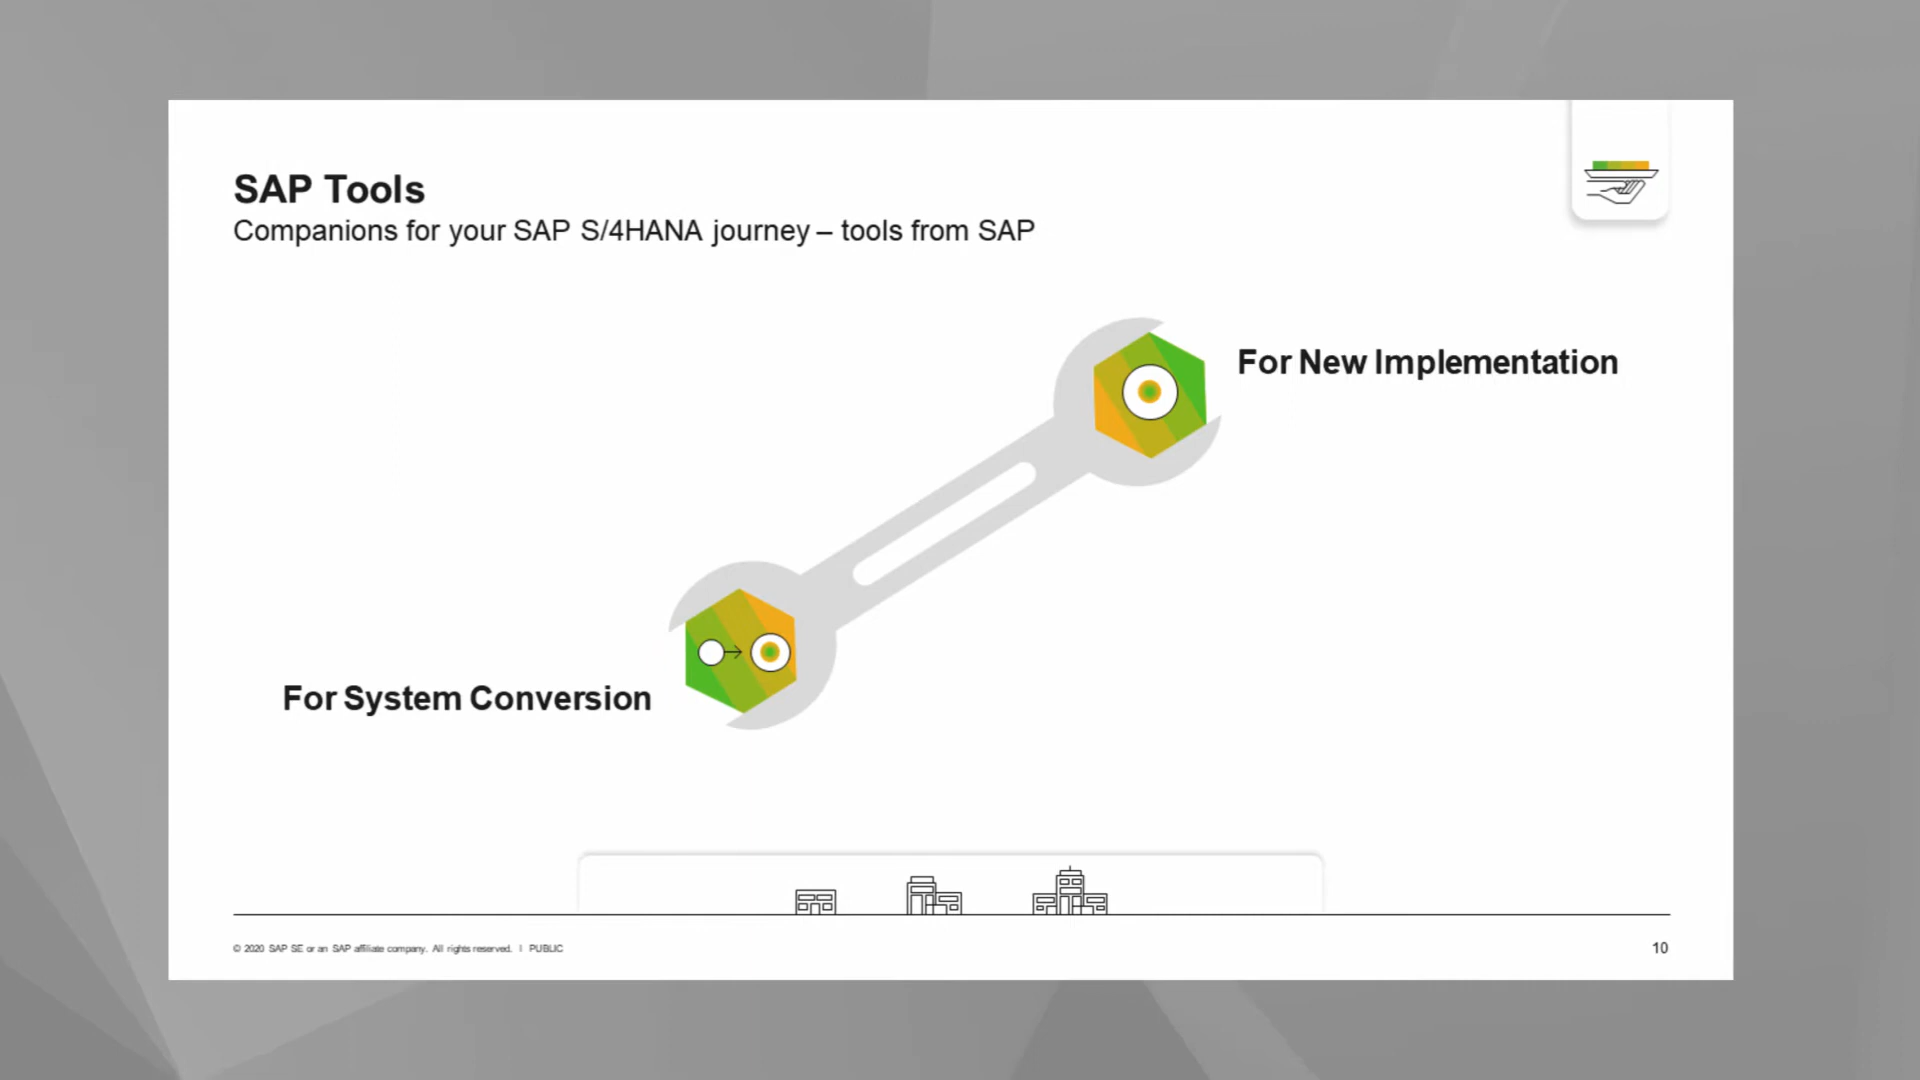 SAP Tools
Companions for your SAP S/4HANA journey – tools from SAP
For New Implementation
For System Conversion
© 2020 SAP SE or an SAP affiliate company. All rights reserved. I PUBLIC
10